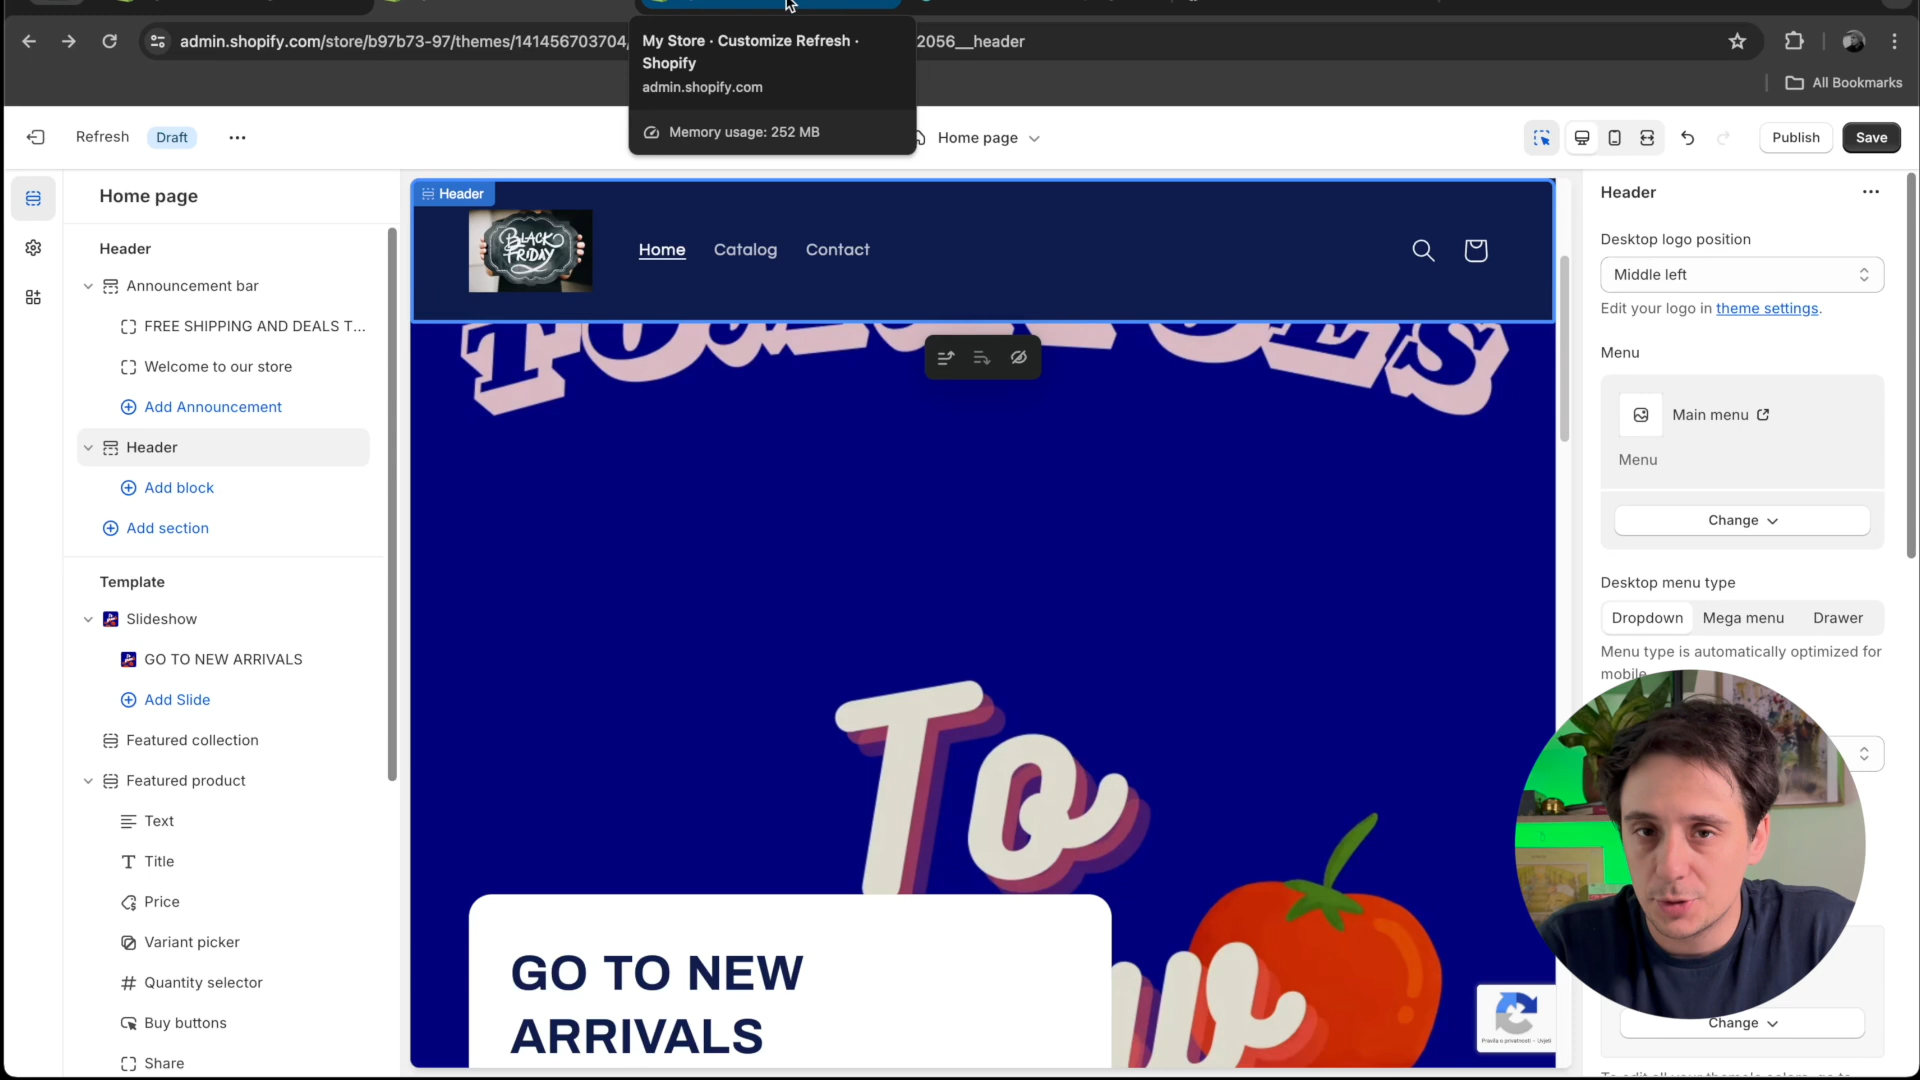 admin.shopify.com/store/b97b73-97/themes/141456703704/
2056__header
My Store · Customize Refresh ·
Shopify
admin.shopify.com
Memory usage: 252 MB
All Bookmarks
Refresh
Draft
Home page
Publish
Save
Home page
Header
Announcement bar
FREE SHIPPING AND DEALS T...
Welcome to our store
Add Announcement
Header
Add block
Add section
Template
Slideshow
GO TO NEW ARRIVALS
Add Slide
Featured collection
Featured product
Text
Title
Price
Variant picker
Quantity selector
Buy buttons
Share
Header
BLACK
FRIDAY
Home
Catalog
Contact
To
GO TO NEW
ARRIVALS
Header
Desktop logo position
Middle left
Edit your logo in theme settings.
Menu
Main menu
Menu
Change
Desktop menu type
Dropdown
Mega menu
Drawer
Menu type is automatically optimized for
mobile
Change